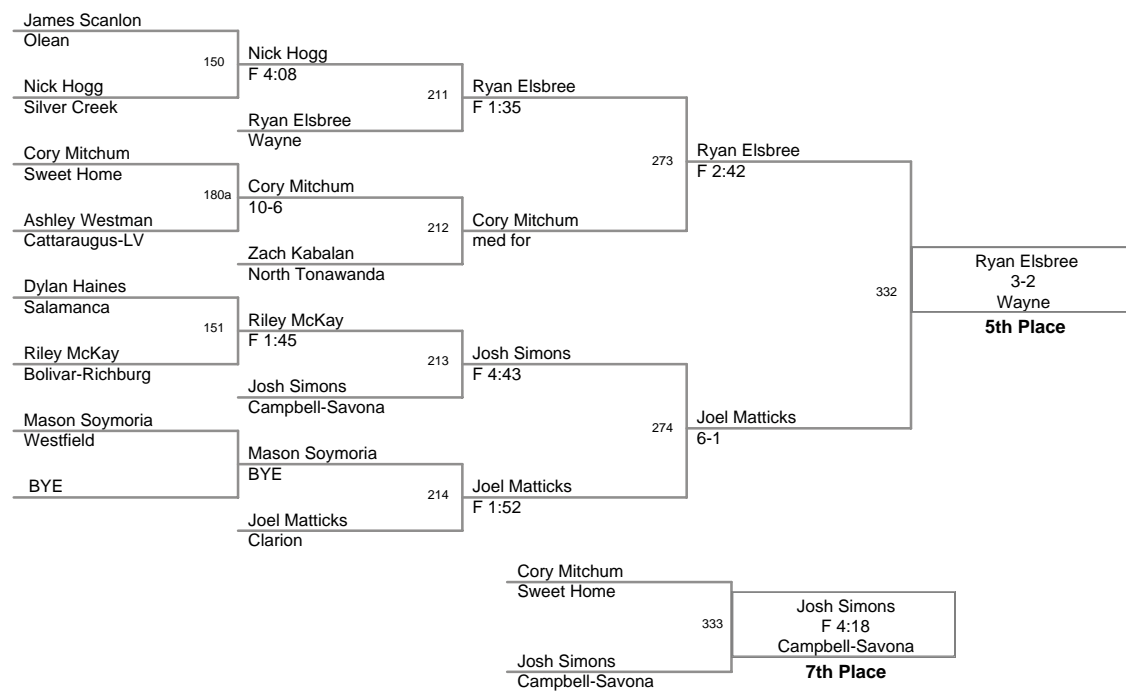 James Scanlon
Olean
150
Nick Hogg
Silver Creek
Cory Mitchum
Sweet Home
180a
Ashley Westman
Cattaraugus-LV
Dylan Haines
Salamanca
151
Riley McKay
Bolivar-Richburg
Mason Soymoria
Westfield
BYE
Nick Hogg
F 4:08
211
Ryan Elsbree
Wayne
Cory Mitchum
10-6
212
Zach Kabalan
North Tonawanda
Riley McKay
F 1:45
213
Josh Simons
Campbell-Savona
Mason Soymoria
BYE
214
Joel Matticks
Clarion
Ryan Elsbree
F 1:35
273
Cory Mitchum
med for
Josh Simons
F 4:43
274
Joel Matticks
F 1:52
Ryan Elsbree
F 2:42
332
Joel Matticks
6-1
Ryan Elsbree
3-2
Wayne
5th Place
Cory Mitchum
Sweet Home
333
Josh Simons
Campbell-Savona
Josh Simons
F 4:18
Campbell-Savona
7th Place